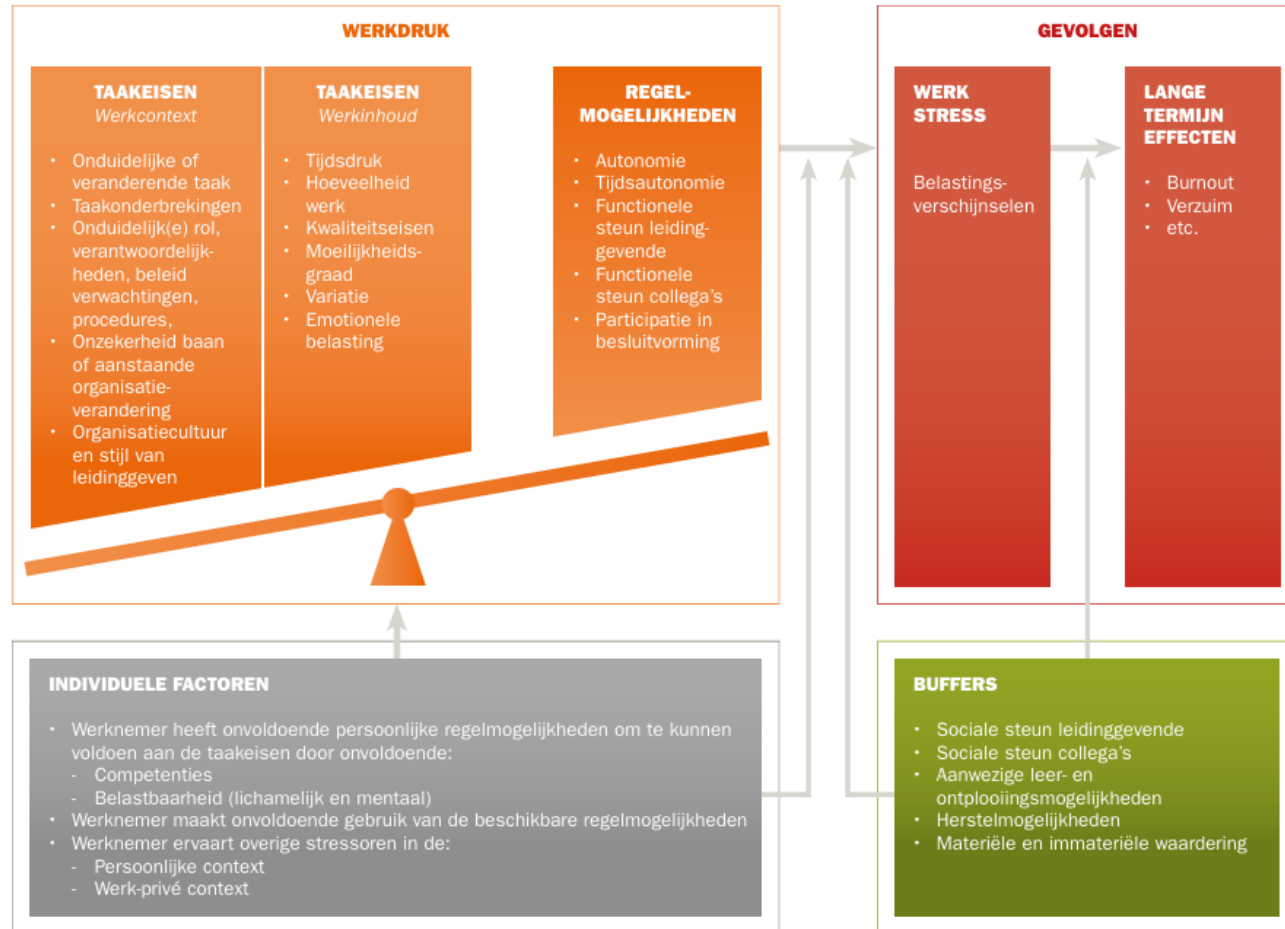 WERKDRUK
TAAKEISEN
Werkcontext
• Onduidelijke of
veranderende taak
• Taakonderbrekingen
• Onduidelijk(e) rol,
verantwoordelijk-
heden, beleid
verwachtingen,
procedures,
• Onzekerheid baan
of aanstaande
organisatie-
verandering
• Organisatiecultuur
en stijl van
leidinggeven
TAAKEISEN
Werkinhoud
• Tijdsdruk
• Hoeveelheid
werk
• Kwaliteitseisen
• Moeilijkheids-
graad
• Variatie
• Emotionele
belasting
REGEL-
MOGELIJKHEDEN
• Autonomie
• Tijdsautonomie
• Functionele
steun leiding-
gevende
• Functionele
steun collega's
• Participatie in
besluitvorming
GEVOLGEN
WERK
STRESS
Belastings-
verschijnselen
LANGE
TERMIJN
EFFECTEN
• Burnout
• Verzuim
• etc.
INDIVIDUELE FACTOREN
• Werknemer heeft onvoldoende persoonlijke regelmogelijkheden om te kunnen
voldoen aan de taakeisen door onvoldoende:
- Competenties
- Belastbaarheid (lichamelijk en mentaal)
• Werknemer maakt onvoldoende gebruik van de beschikbare regelmogelijkheden
• Werknemer ervaart overige stressoren in de:
- Persoonlijke context
- Werk-privé context
BUFFERS
• Sociale steun leidinggevende
• Sociale steun collega's
• Aanwezige leer- en
ontplooiingsmogelijkheden
• Herstelmogelijkheden
• Materiële en immateriële waardering